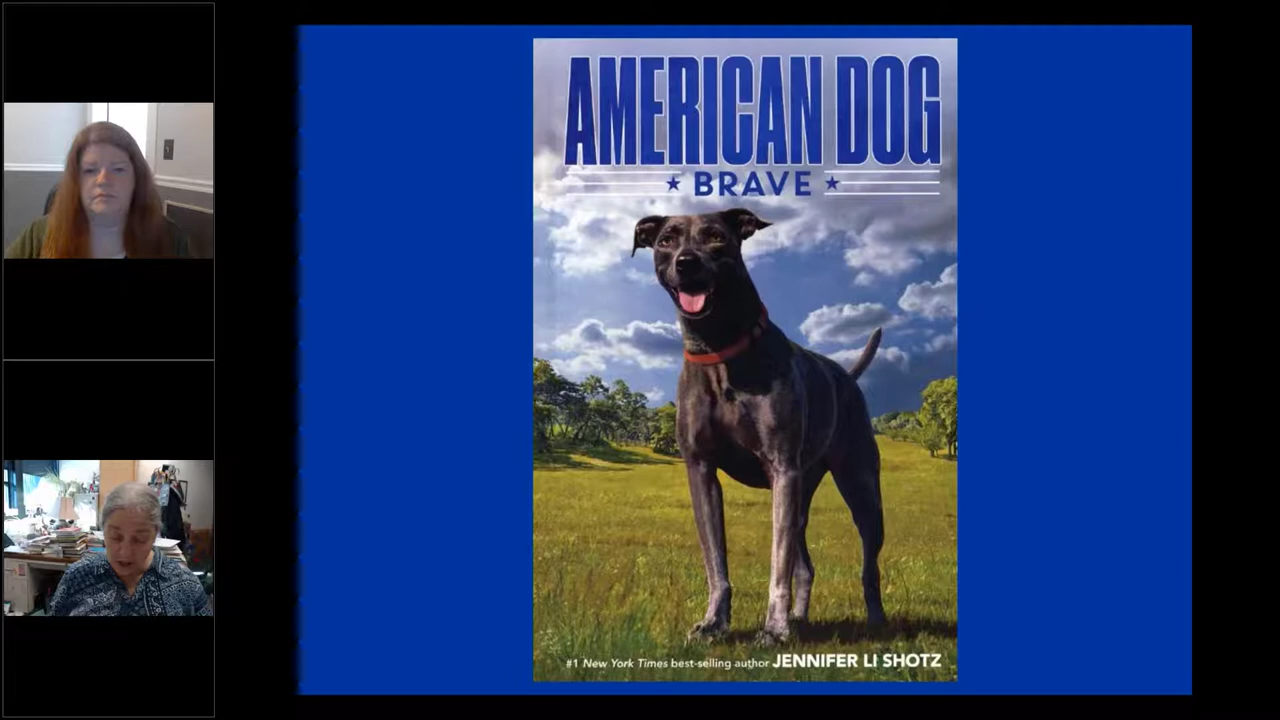 AMERICAN DOG
BRAVE
#1 New York Times best-selling author JENNIFER LI SHOTZ